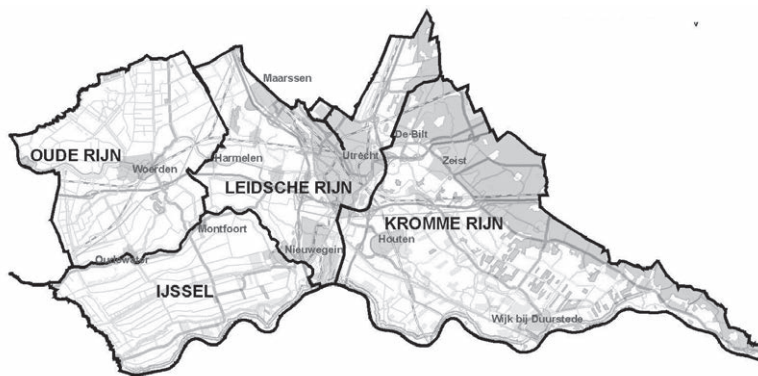 v
Maarssen
De Bilt
OUDE RIJN
Harmelen
Utrecht
Zeist
Woerden
LEIDSCHE RIJN
Montfoort
KROMME RIJN
Houten
Nieuwegein
Oudewater
IJSSEL
Wijk bij Duurstede